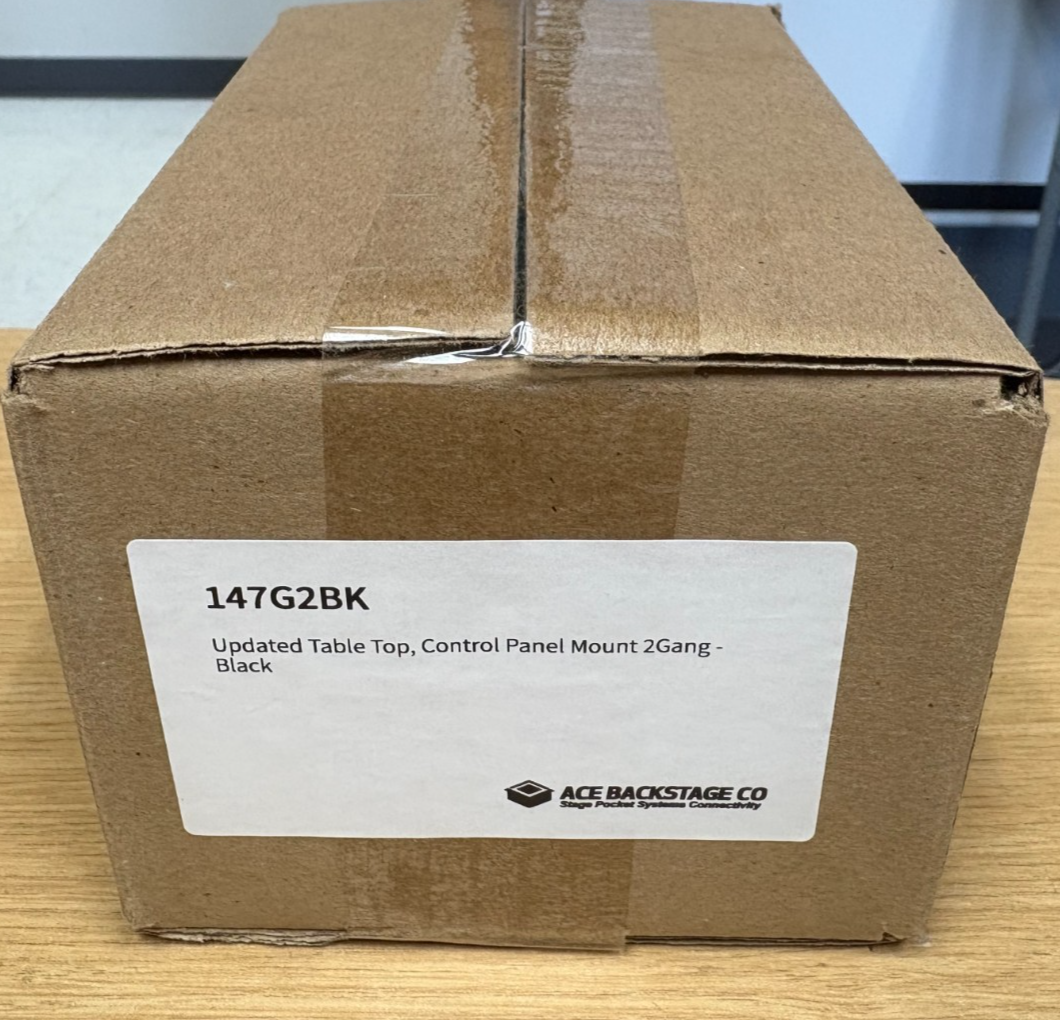 147G2BK
Updated Table Top, Control Panel Mount 2Gang -
Black
ACE BACKSTAGE CO
Stage Pocket Systems Connectivity